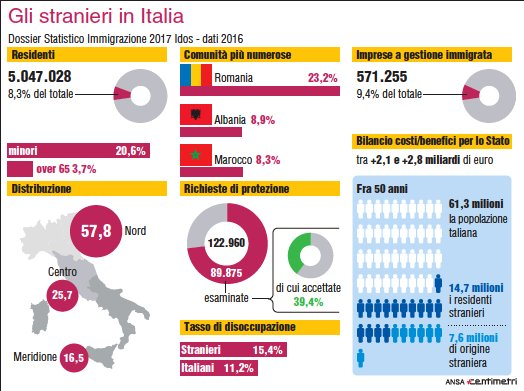 Gli stranieri in Italia
Dossier Statistico Immigrazione 2017 Idos - dati 2016
Residenti
5.047.028
8,3% del totale
minori 20,6%
over 65 3,7%
Comunità più numerose
Romania 23,2%
Albania 8,9%
Marocco 8,3%
Imprese a gestione immigrata
571.255
9,4% del totale
Bilancio costi/benefici per lo Stato
tra +2,1 e +2,8 miliardi di euro
Distribuzione
57,8 Nord
Centro
25,7
Meridione 16,5
Richieste di protezione
122.960
89.875
esaminate
di cui accettate
39,4%
Tasso di disoccupazione
Stranieri 15,4%
Italiani 11,2%
Fra 50 anni
61,3 milioni
la popolazione
taliana
14,7 milioni
i residenti
stranieri
7,6 milioni
di origine
straniera
ANSA centimetri